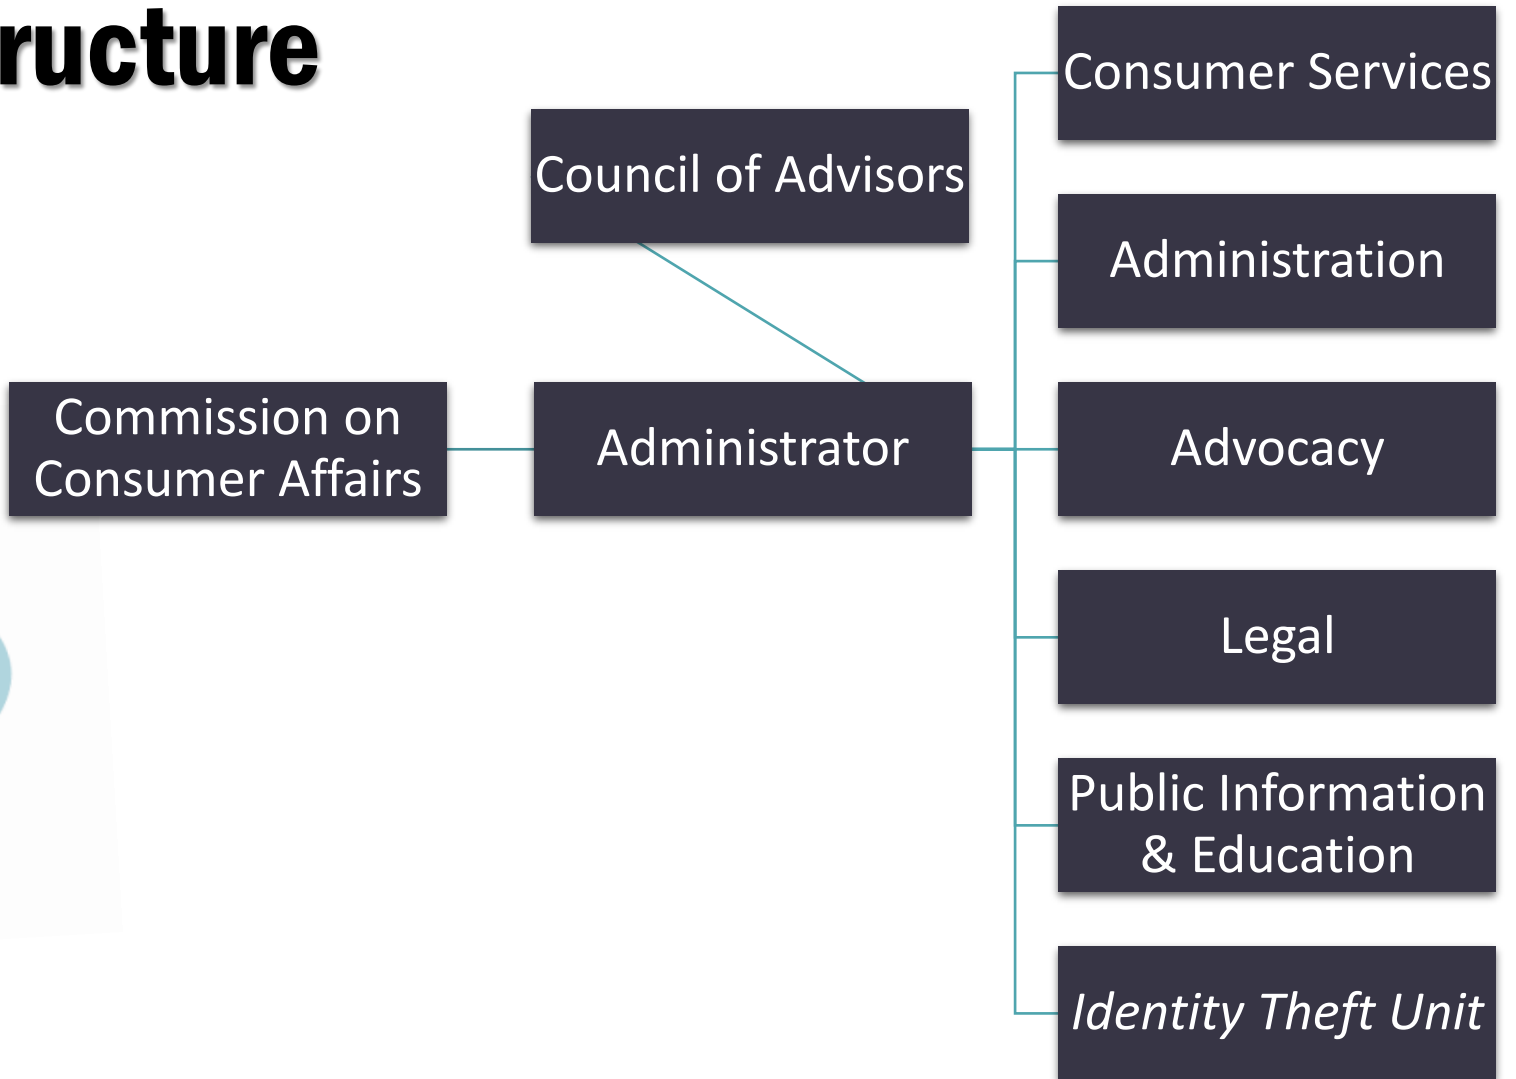 ructure
Consumer Services
Council of Advisors
Administration
Commission on
Consumer Affairs
Administrator
Advocacy
Legal
Public Information
& Education
Identity Theft Unit